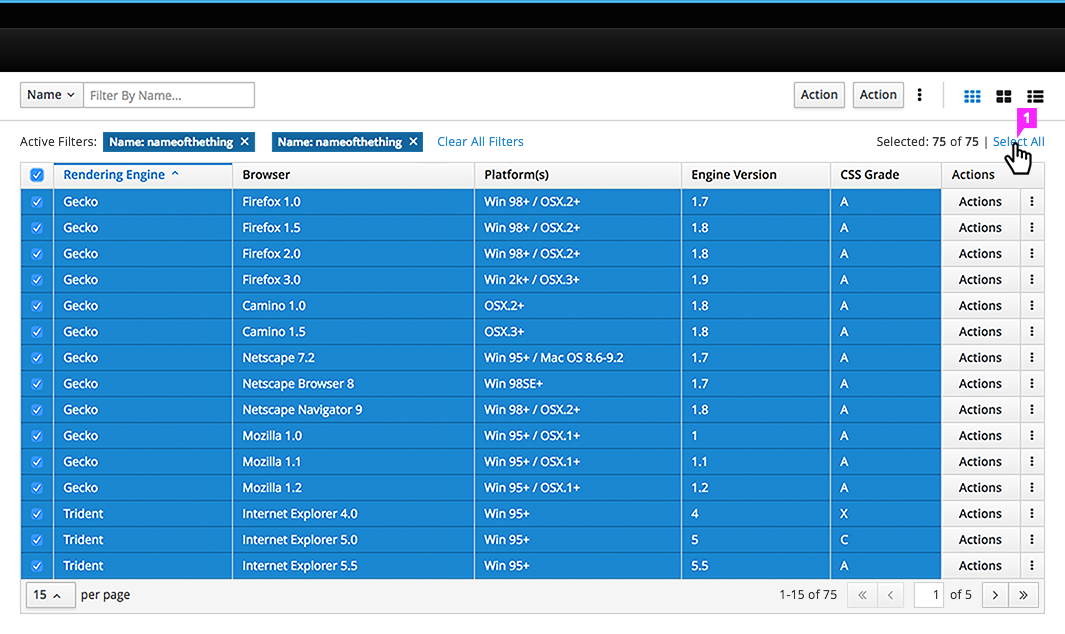 Name Filter By Name... Action Action
1
Active Filters: Name: nameofthething × Name: nameofthething × Clear All Filters Selected: 75 of 75 | Select All
Rendering Engine Browser Platform(s) Engine Version CSS Grade Actions
Gecko Firefox 1.0 Win 98+ / OSX.2+ 1.7 A Actions
Gecko Firefox 1.5 Win 98+ / OSX.2+ 1.8 A Actions
Gecko Firefox 2.0 Win 98+ / OSX.2+ 1.8 A Actions
Gecko Firefox 3.0 Win 2k+ / OSX.3+ 1.9 A Actions
Gecko Camino 1.0 OSX.2+ 1.8 A Actions
Gecko Camino 1.5 OSX.3+ 1.8 A Actions
Gecko Netscape 7.2 Win 95+ / Mac OS 8.6-9.2 1.7 A Actions
Gecko Netscape Browser 8 Win 98SE+ 1.7 A Actions
Gecko Netscape Navigator 9 Win 98+ / OSX.2+ 1.8 A Actions
Gecko Mozilla 1.0 Win 95+ / OSX.1+ 1 A Actions
Gecko Mozilla 1.1 Win 95+ / OSX.1+ 1.1 A Actions
Gecko Mozilla 1.2 Win 95+ / OSX.1+ 1.2 A Actions
Trident Internet Explorer 4.0 Win 95+ 4 X Actions
Trident Internet Explorer 5.0 Win 95+ 5 C Actions
Trident Internet Explorer 5.5 Win 95+ 5.5 A Actions
15 per page 1-15 of 75 « ‹ 1 of 5 › »